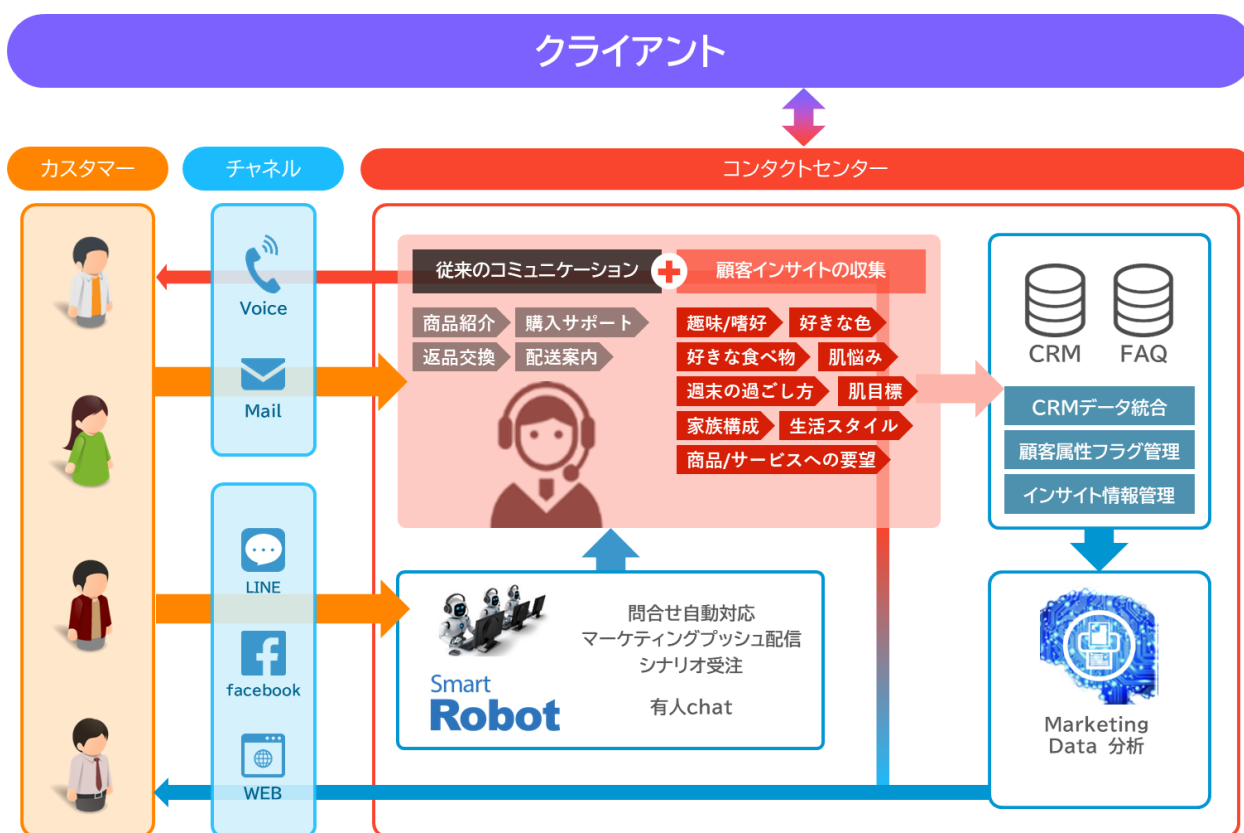 クライアント
カスタマー
チャネル
コンタクトセンター
Voice
Mail
LINE
facebook
WEB
従来のコミュニケーション
顧客インサイトの収集
商品紹介
購入サポート
返品交換
配送案内
趣味/嗜好
好きな色
好きな食べ物
肌悩み
週末の過ごし方
肌目標
家族構成
生活スタイル
商品/サービスへの要望
Smart
Robot
問合せ自動対応
マーケティングプッシュ配信
シナリオ受注
有人chat
CRM
FAQ
CRMデータ統合
顧客属性フラグ管理
インサイト情報管理
Marketing
Data 分析